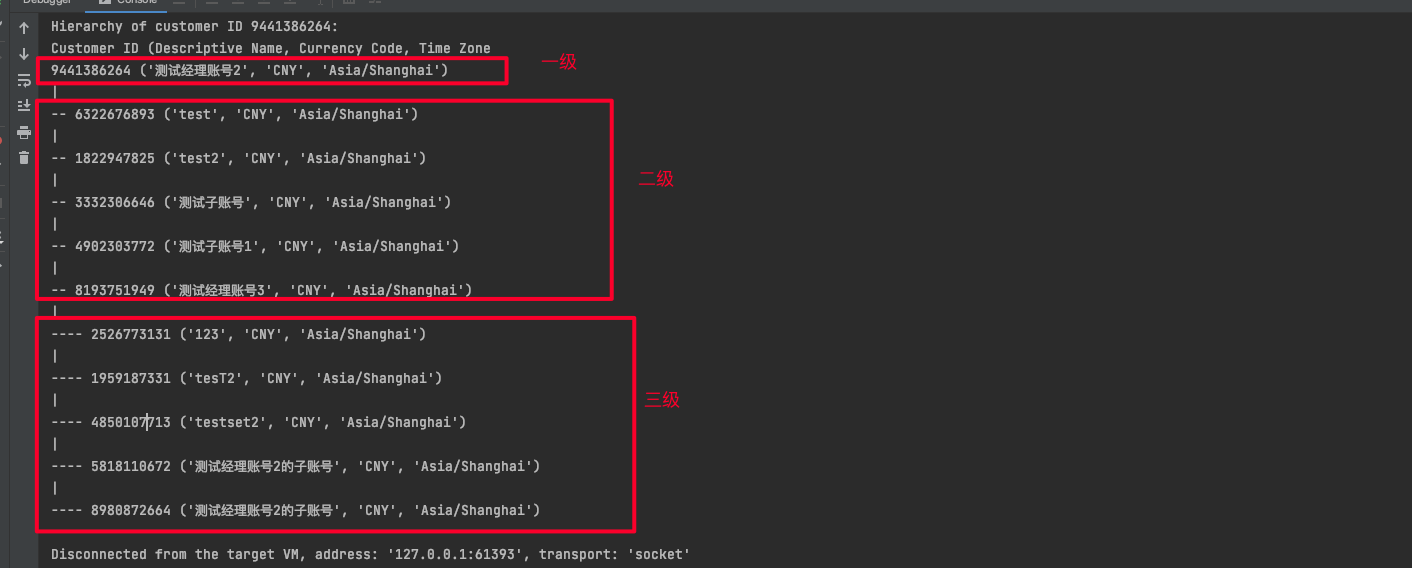 Debugger Console
Hierarchy of customer ID 9441386264:
Customer ID (Descriptive Name, Currency Code, Time Zone
9441386264 ('测试经理账号2', 'CNY', 'Asia/Shanghai') 一级
|
-- 6322676893 ('test', 'CNY', 'Asia/Shanghai')
|
-- 1822947825 ('test2', 'CNY', 'Asia/Shanghai')
| 二级
-- 3332306646 ('测试子账号', 'CNY', 'Asia/Shanghai')
|
-- 4902303772 ('测试子账号1', 'CNY', 'Asia/Shanghai')
|
-- 8193751949 ('测试经理账号3', 'CNY', 'Asia/Shanghai')
|
---- 2526773131 ('123', 'CNY', 'Asia/Shanghai')
|
---- 1959187331 ('tesT2', 'CNY', 'Asia/Shanghai')
| 三级
---- 4850107713 ('testset2', 'CNY', 'Asia/Shanghai')
|
---- 5818110672 ('测试经理账号2的子账号', 'CNY', 'Asia/Shanghai')
|
---- 8980872664 ('测试经理账号2的子账号', 'CNY', 'Asia/Shanghai')
Disconnected from the target VM, address: '127.0.0.1:61393', transport: 'socket'